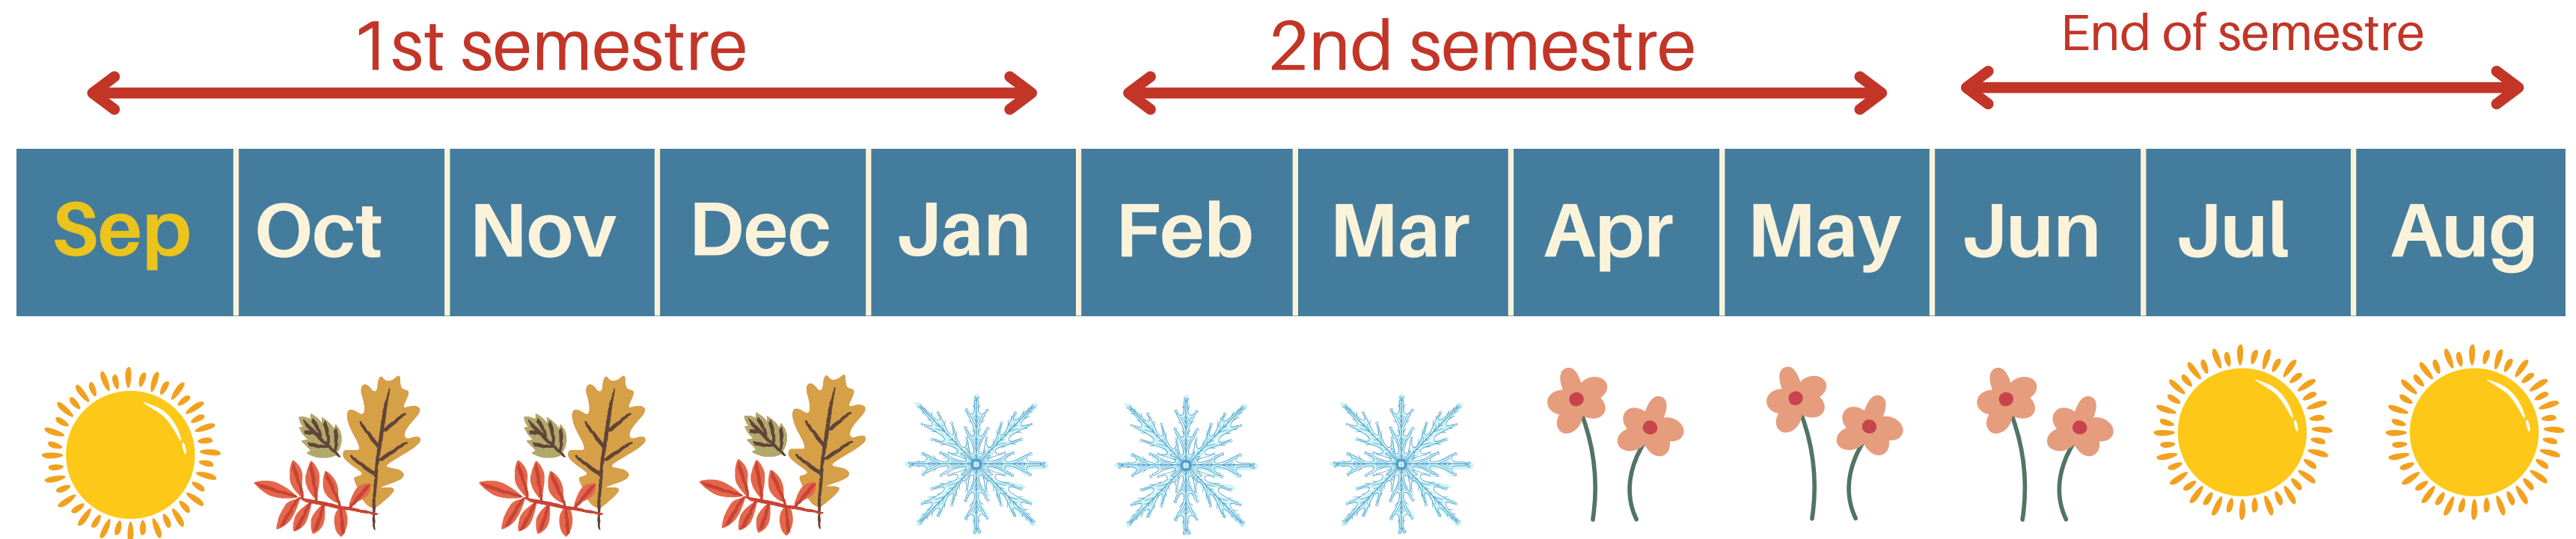 1st semestre
2nd semestre
End of semestre
Sep Oct Nov Dec Jan Feb Mar Apr May Jun Jul Aug